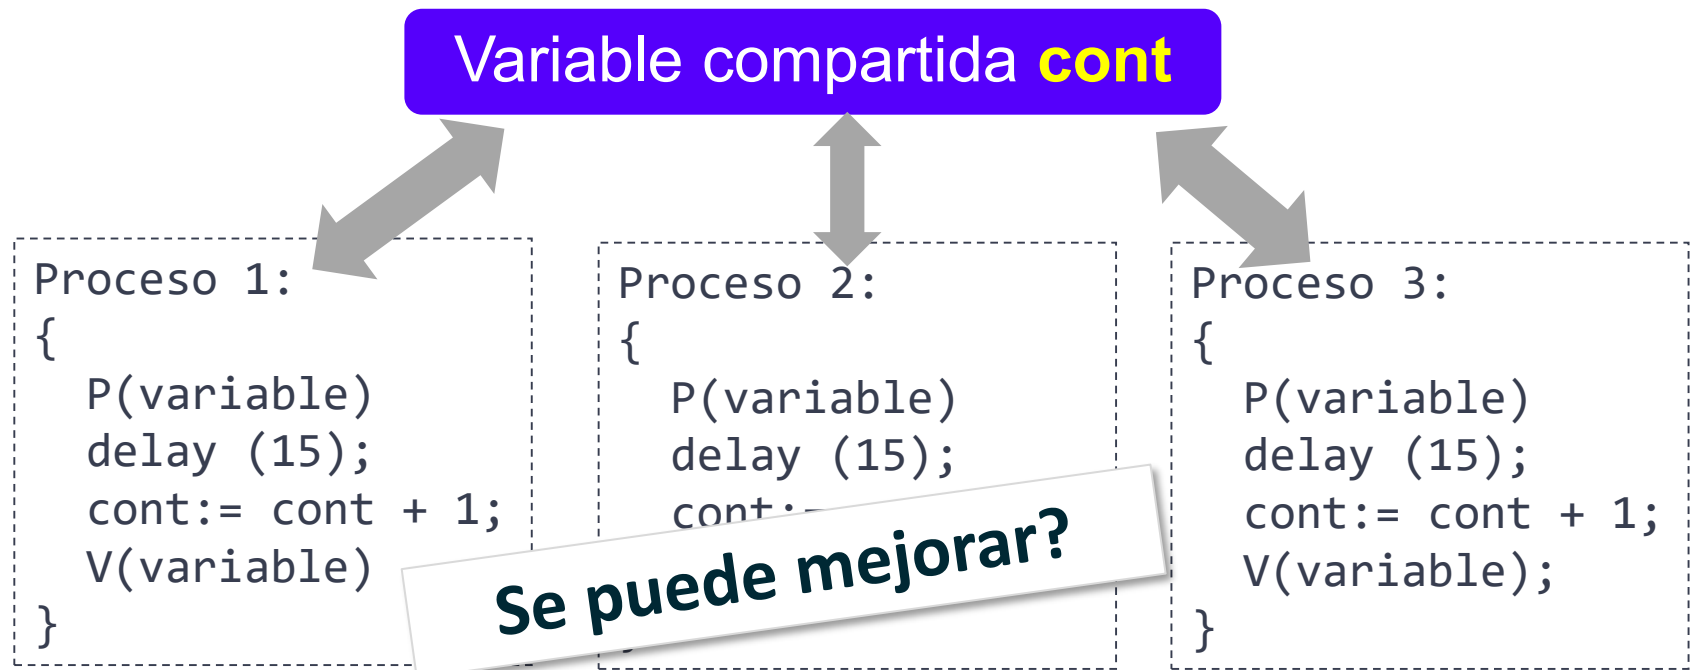 Variable compartida cont
Proceso 1:
{
P(variable)
delay (15);
cont:= cont + 1;
V(variable)
}
Proceso 2:
{
P(variable)
delay (15);
cont:=
Proceso 3:
{
P(variable)
delay (15);
cont:= cont + 1;
V(variable);
}
Se puede mejorar?